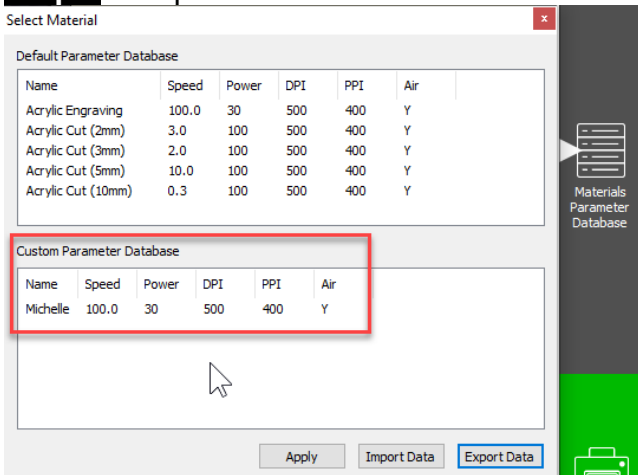 Select Material
x
Default Parameter Database
Name Speed Power DPI PPI Air
Acrylic Engraving 100.0 30 500 400 Y
Acrylic Cut (2mm) 3.0 100 500 400 Y
Acrylic Cut (3mm) 2.0 100 500 400 Y
Acrylic Cut (5mm) 10.0 100 500 400 Y
Acrylic Cut (10mm) 0.3 100 500 400 Y
Materials
Parameter
Database
Custom Parameter Database
Name Speed Power DPI PPI Air
Michelle 100.0 30 500 400 Y
Apply Import Data Export Data